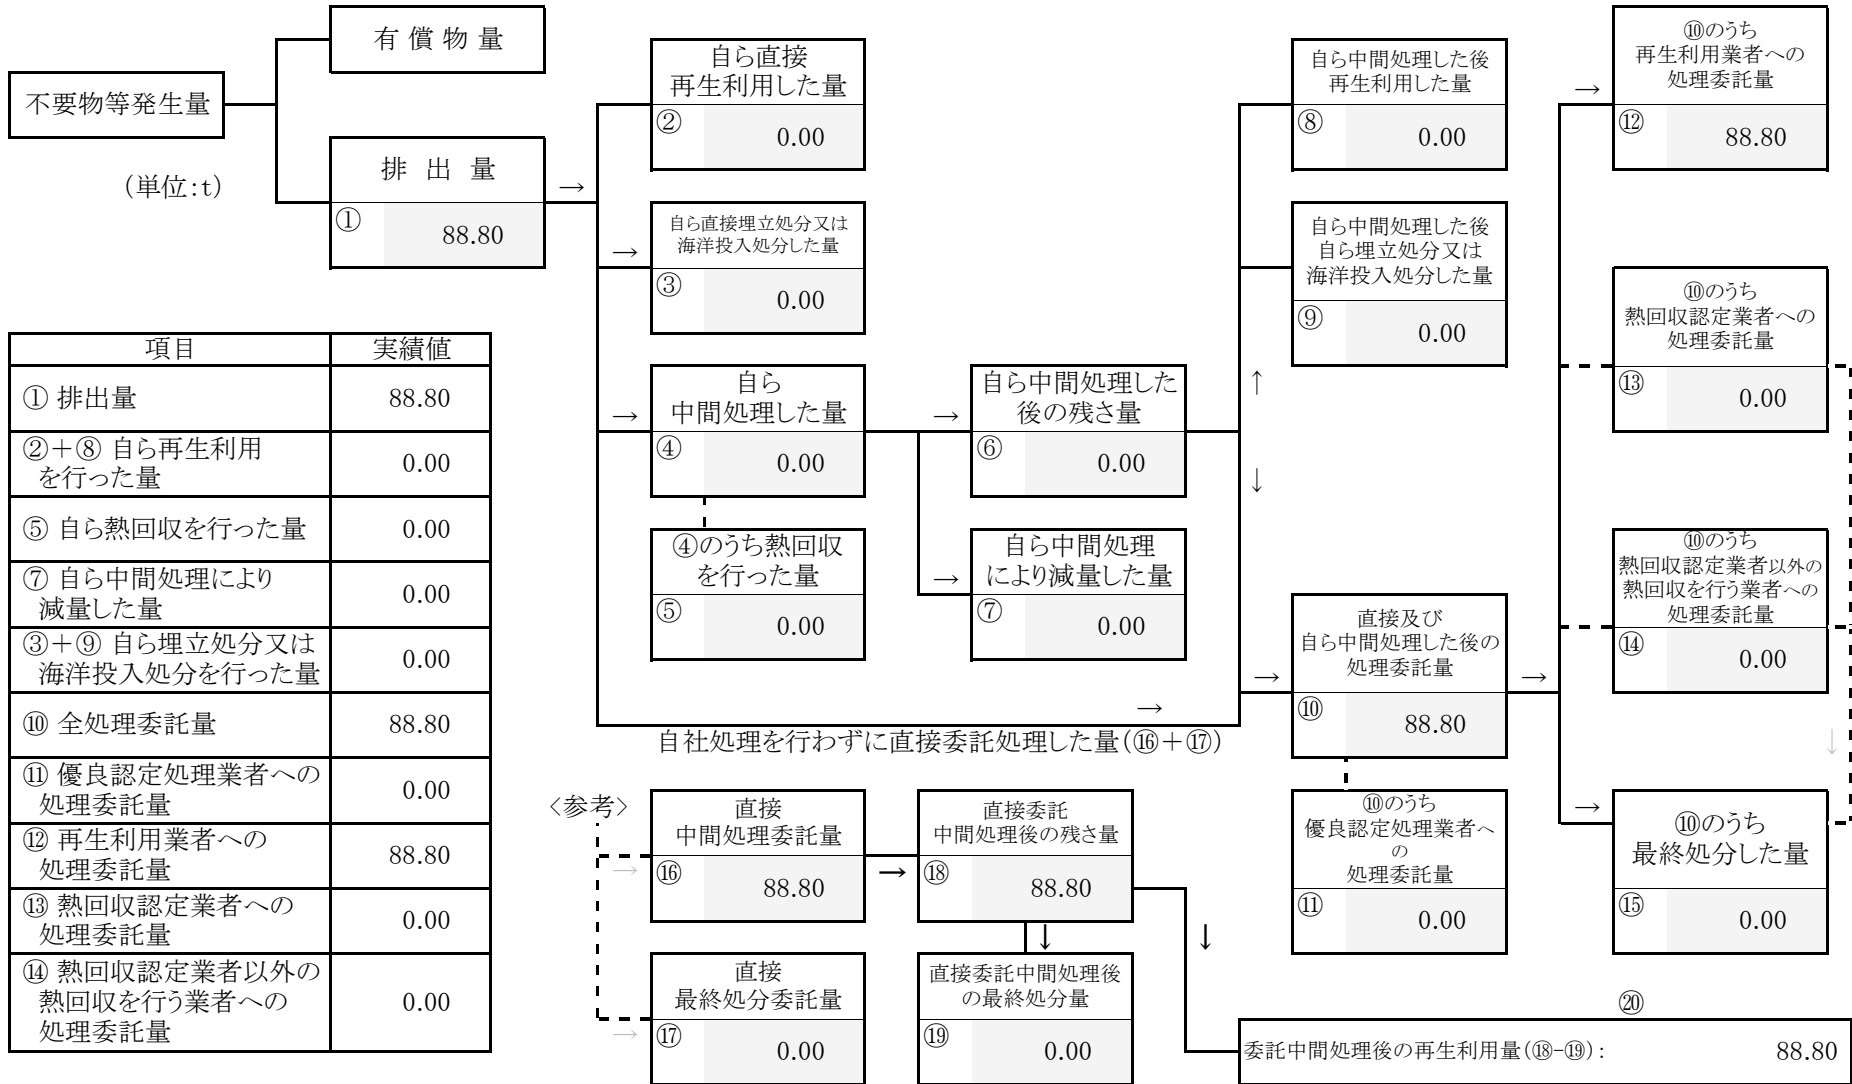 有 償 物 量
不要物等発生量
(単位:t)
排 出 量
①
88.80
→
自ら直接
再生利用した量
②
0.00
→
自ら直接埋立処分又は
海洋投入処分した量
③
0.00
→
自ら
中間処理した量
④
0.00
④のうち熱回収
を行った量
⑤
0.00
→
自ら中間処理した
後の残さ量
⑥
0.00
→
自ら中間処理
により減量した量
⑦
0.00
↑
↓
自ら中間処理した後
再生利用した量
⑧
0.00
自ら中間処理した後
自ら埋立処分又は
海洋投入処分した量
⑨
0.00
→
自社処理を行わずに直接委託処理した量(⑯+⑰)
→
直接及び
自ら中間処理した後の
処理委託量
⑩
88.80
⑩のうち
優良認定処理業者へ
の
処理委託量
⑪
0.00
→
→
⑩のうち
再生利用業者への
処理委託量
⑫
88.80
⑩のうち
熱回収認定業者への
処理委託量
⑬
0.00
⑩のうち
熱回収認定業者以外の
熱回収を行う業者への
処理委託量
⑭
0.00
↓
→
⑩のうち
最終処分した量
⑮
0.00
項目 実績値
① 排出量 88.80
②+⑧ 自ら再生利用
を行った量 0.00
⑤ 自ら熱回収を行った量 0.00
⑦ 自ら中間処理により
減量した量 0.00
③+⑨ 自ら埋立処分又は
海洋投入処分を行った量 0.00
⑩ 全処理委託量 88.80
⑪ 優良認定処理業者への
処理委託量 0.00
⑫ 再生利用業者への
処理委託量 88.80
⑬ 熱回収認定業者への
処理委託量 0.00
⑭ 熱回収認定業者以外の
熱回収を行う業者への
処理委託量 0.00
〈参考〉
→
直接
中間処理委託量
⑯
88.80
→
直接委託
中間処理後の残さ量
⑱
88.80
↓
↓
→
直接
最終処分委託量
⑰
0.00
直接委託中間処理後
の最終処分量
⑲
0.00
⑳
委託中間処理後の再生利用量(⑱-⑲): 88.80